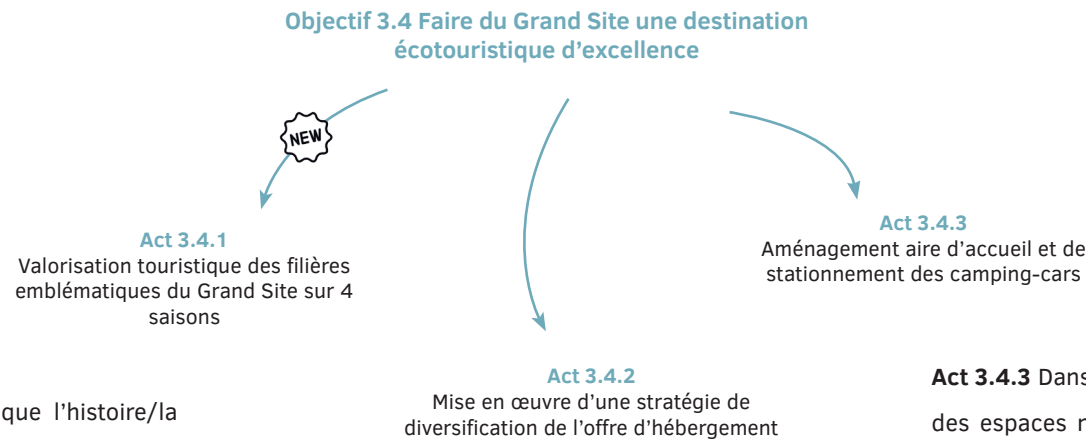 Objectif 3.4 Faire du Grand Site une destination
écotouristique d'excellence
NEW
Act 3.4.1
Valorisation touristique des filières
emblématiques du Grand Site sur 4
saisons
Act 3.4.3
Aménagement aire d'accueil et de
stationnement des camping-cars
Act 3.4.2
Mise en œuvre d'une stratégie de
diversification de l'offre d'hébergement
que l'histoire/la
Act 3.4.3 Dans
des espaces